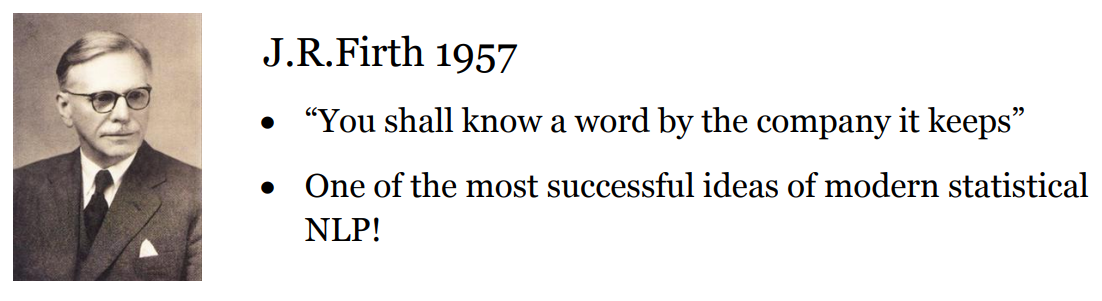 J.R.Firth 1957
• “You shall know a word by the company it keeps”
• One of the most successful ideas of modern statistical
NLP!